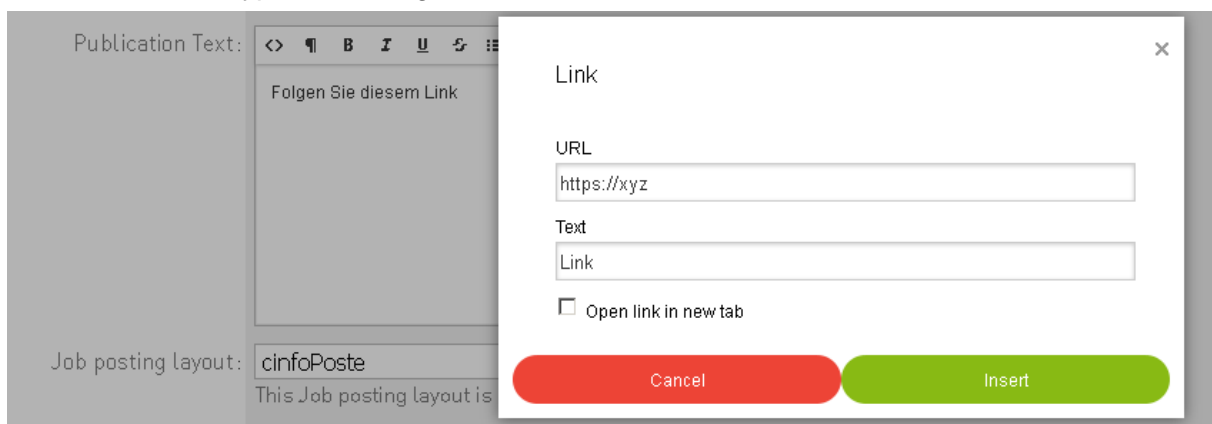 Publication Text:
<> ¶ B I U S
Folgen Sie diesem Link
Job posting layout:
cinfoPoste
This Job posting layout is
Link
×
URL
https://xyz
Text
Link
Open link in new tab
Cancel
Insert